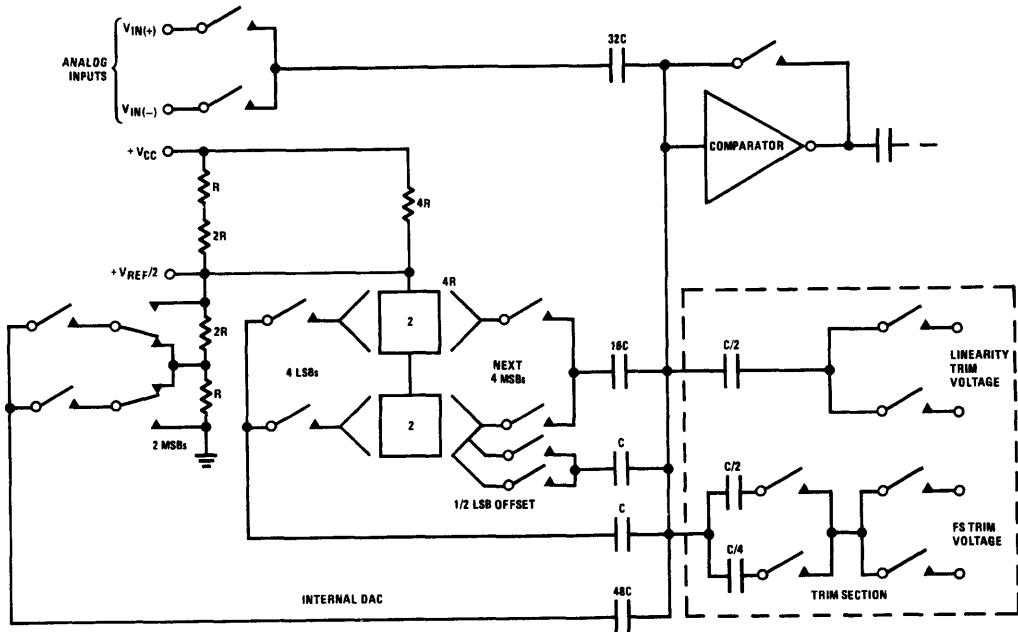 VIN(+)
ANALOG
INPUTS
VIN(−)
32C
COMPARATOR
+ VCC
R
4R
2R
+ VREF/2
4R
2R
2
4 LSBs
NEXT
4 MSBs
16C
C/2
LINEARITY
TRIM
VOLTAGE
R
2
2 MSBs
C
1/2 LSB OFFSET
C
C/2
FS TRIM
VOLTAGE
C/4
INTERNAL DAC
48C
TRIM SECTION